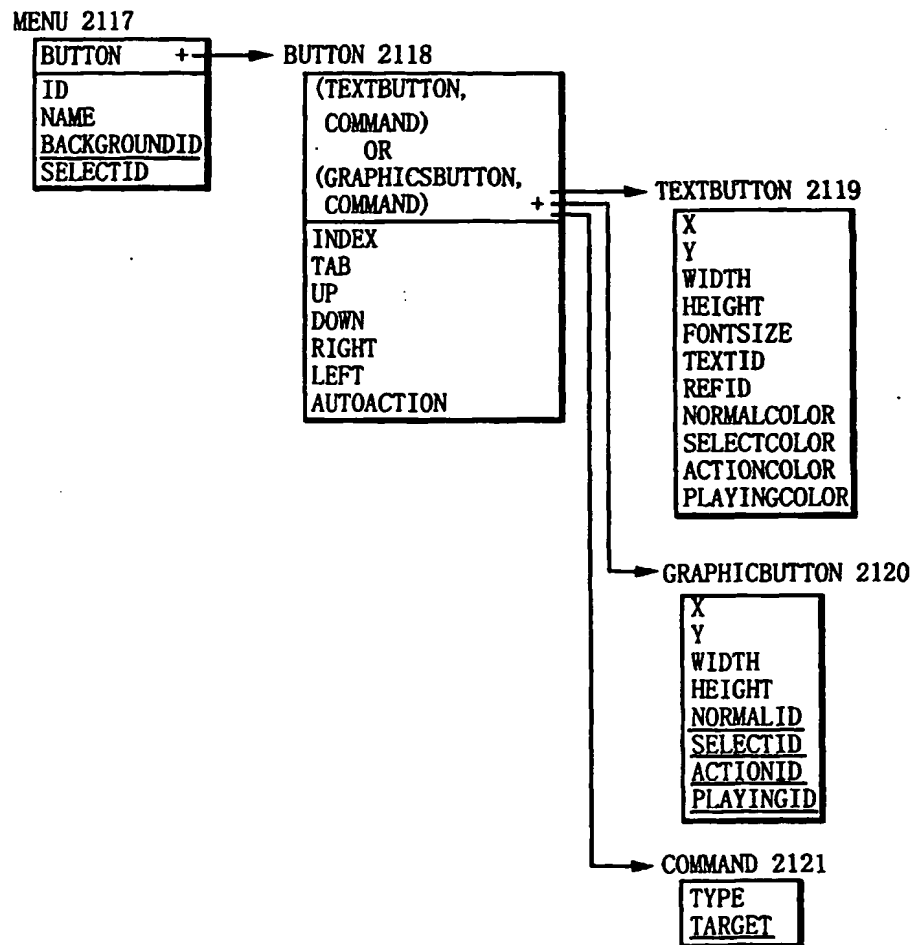 MENU 2117
BUTTON +
ID
NAME
BACKGROUNDID
SELECTID
BUTTON 2118
(TEXTBUTTON,
COMMAND)
OR
(GRAPHICSBUTTON,
COMMAND) +
INDEX
TAB
UP
DOWN
RIGHT
LEFT
AUTOACTION
TEXTBUTTON 2119
X
Y
WIDTH
HEIGHT
FONTSIZE
TEXTID
REFID
NORMALCOLOR
SELECTCOLOR
ACTIONCOLOR
PLAYINGCOLOR
GRAPHICBUTTON 2120
X
Y
WIDTH
HEIGHT
NORMALID
SELECTID
ACTIONID
PLAYINGID
COMMAND 2121
TYPE
TARGET